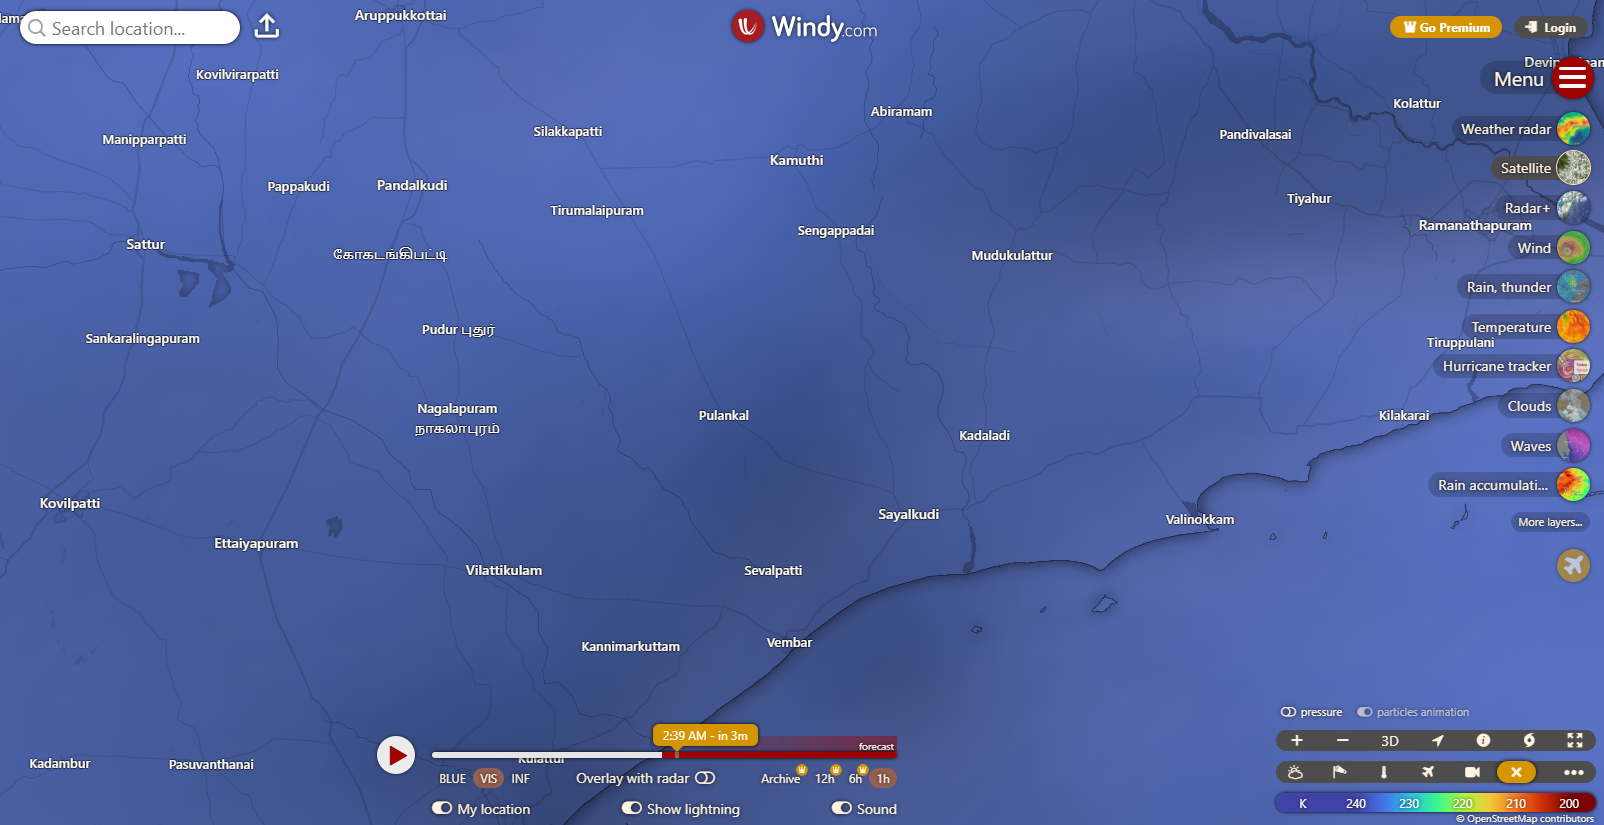 Search location...
Windy.com
Go Premium
Login
Menu
Aruppukkottai
Kovilvirarpatti
Manipparpatti
Pappakudi
Pandalkudi
Silakkapatti
Tirumalaipuram
Kamuthi
Abiramam
Sengappadai
Mudukulattur
Pandivalasai
Kolattur
Tiyahur
Ramanathapuram
Sattur
கோகடங்கிபட்டி
Sankaralingapuram
Pudur புதுர்
Nagalapuram
நாகலாபுரம்
Pulankal
Kadaladi
Tiruppulani
Kilakarai
Kovilpatti
Ettaiyapuram
Vilattikulam
Sevalpatti
Sayalkudi
Valinokkam
Kannimarkuttam
Vembar
Kadambur
Pasuvanthanai
Kulattur
Weather radar
Satellite
Radar+
Wind
Rain, thunder
Temperature
Hurricane tracker
Clouds
Waves
Rain accumulati...
More layers...
2:39 AM - in 3m
forecast
BLUE VIS INF
Overlay with radar
Archive 12h 6h 1h
My location
Show lightning
Sound
pressure
particles animation
+ − 3D
K 240 230 220 210 200
© OpenStreetMap contributors